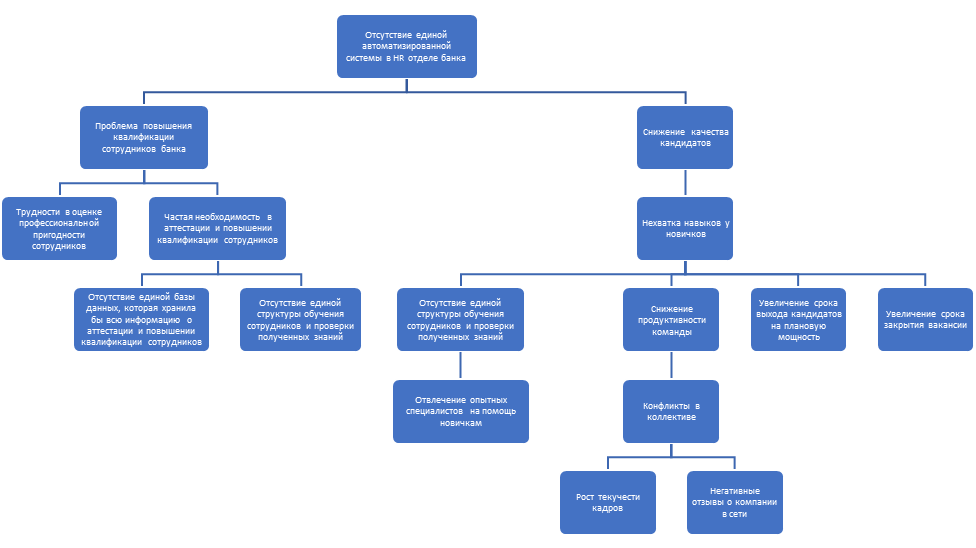 Отсутствие единой
автоматизированной
системы в HR отделе банка
Проблема повышения
квалификации
сотрудников банка
Снижение качества
кандидатов
Трудности в оценке
профессиональной
пригодности
сотрудников
Частая необходимость в
аттестации и повышении
квалификации сотрудников
Нехватка навыков у
новичков
Отсутствие единой базы
данных, которая хранила
бы всю информацию о
аттестации и повышении
квалификации сотрудников
Отсутствие единой
структуры обучения
сотрудников и проверки
полученных знаний
Отсутствие единой
структуры обучения
сотрудников и проверки
полученных знаний
Снижение
продуктивности
команды
Увеличение срока
выхода кандидатов
на плановую
мощность
Увеличение срока
закрытия вакансии
Отвлечение опытных
специалистов на помощь
новичкам
Конфликты в
коллективе
Рост текучести
кадров
Негативные
отзывы о компании
в сети